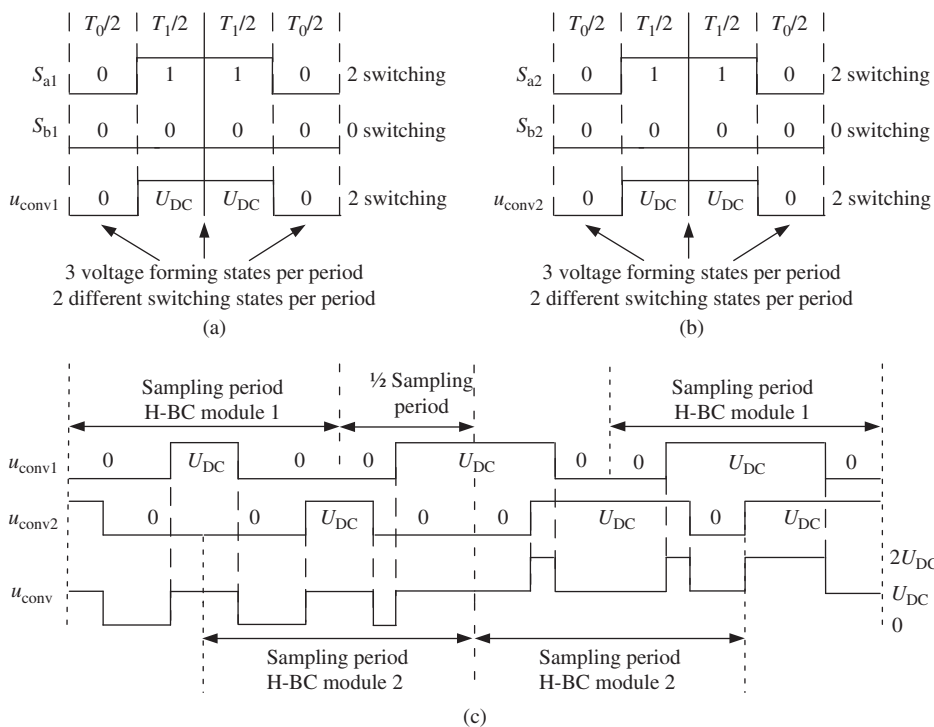 (a)
T0/2 T1/2 T1/2 T0/2
Sa1 0 1 1 0 2 switching
Sb1 0 0 0 0 0 switching
uconv1 0 UDC UDC 0 2 switching
3 voltage forming states per period
2 different switching states per period
(a)
(b)
T0/2 T1/2 T1/2 T0/2
Sa2 0 1 1 0 2 switching
Sb2 0 0 0 0 0 switching
uconv2 0 UDC UDC 0 2 switching
3 voltage forming states per period
2 different switching states per period
(b)
Sampling period
H-BC module 1
½ Sampling
period
Sampling period
H-BC module 1
uconv1 0 UDC 0 0 UDC 0 0 UDC 0
uconv2 0 0 UDC 0 0 UDC 0 UDC
2UDC
uconv UDC
0
Sampling period
H-BC module 2
Sampling period
H-BC module 2
(c)